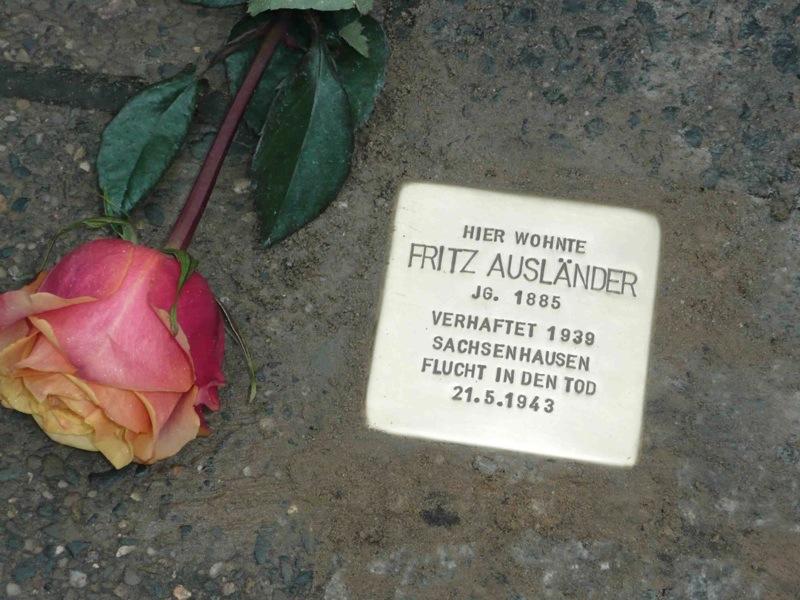 HIER WOHNTE
FRITZ AUSLÄNDER
JG. 1885
VERHAFTET 1939
SACHSENHAUSEN
FLUCHT IN DEN TOD
21.5.1943